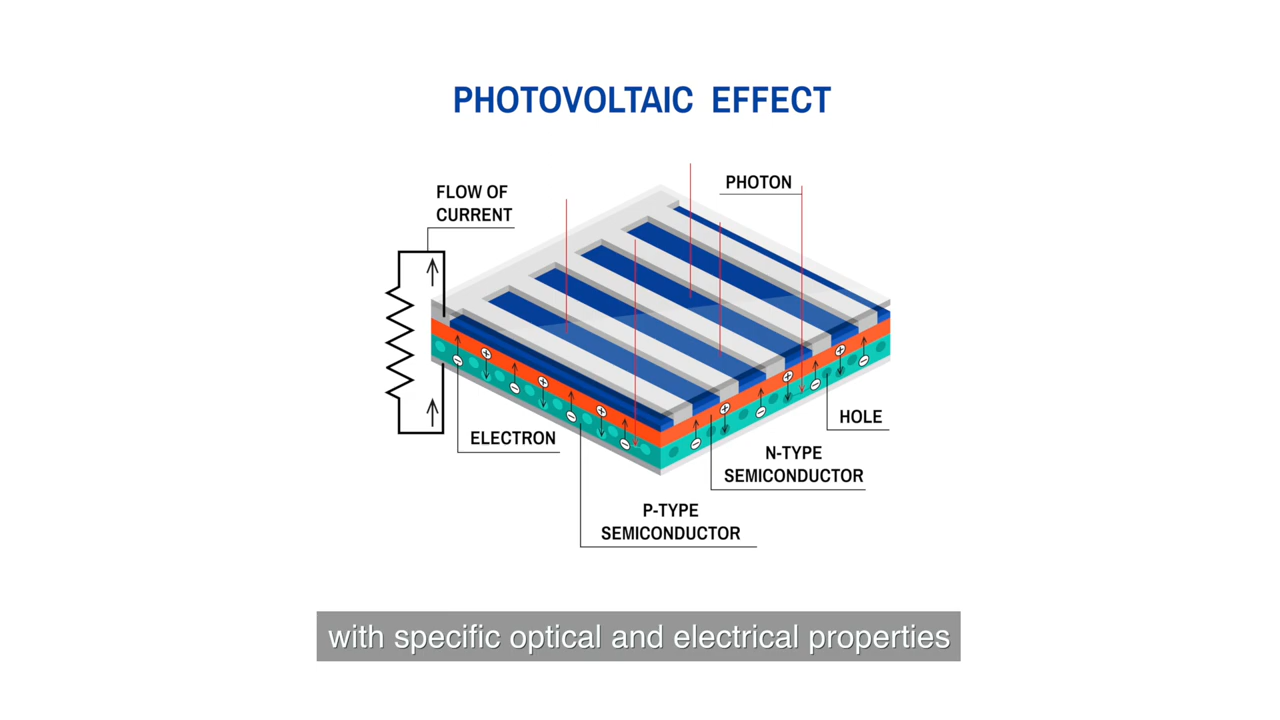 PHOTOVOLTAIC EFFECT
FLOW OF
CURRENT
PHOTON
ELECTRON
HOLE
N-TYPE
SEMICONDUCTOR
P-TYPE
SEMICONDUCTOR
with specific optical and electrical properties